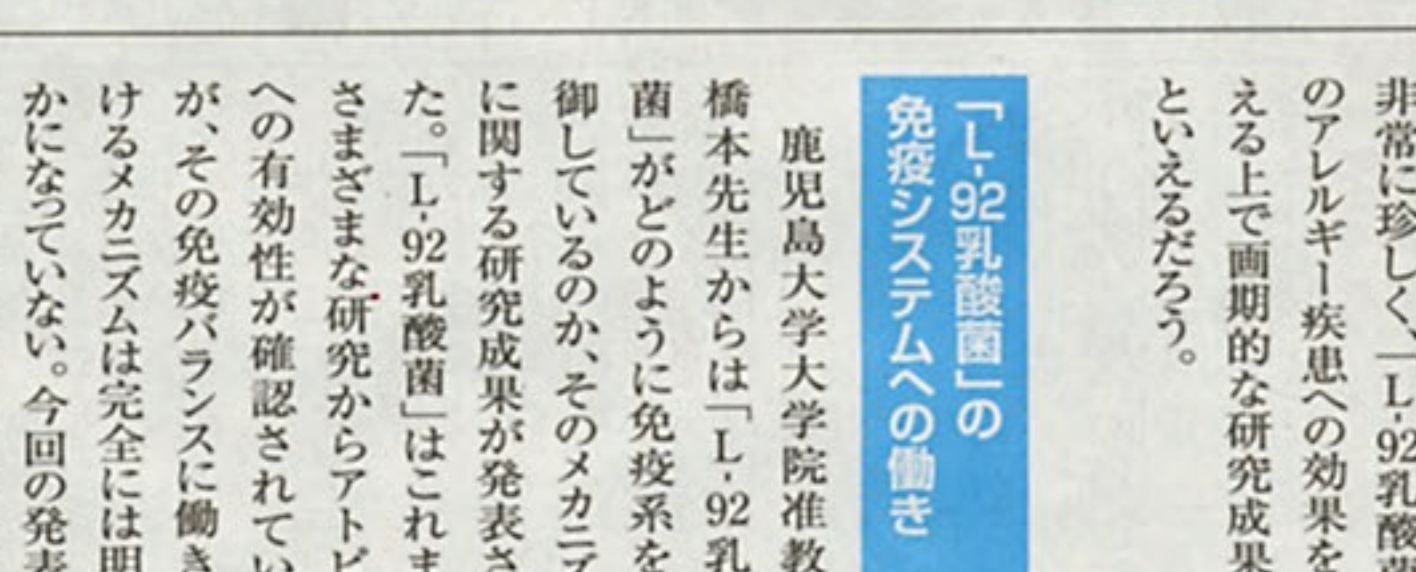 非常に珍しく、「L-92乳酸菌
のアレルギー疾患への効果を
える上で画期的な研究成果
といえるだろう。
「L-92乳酸菌」の
免疫システムへの働き
鹿児島大学大学院准教
橋本先生からは「L-92乳
菌」がどのように免疫系を
御しているのか、そのメカニズ
に関する研究成果が発表さ
た。「L-92乳酸菌」はこれま
さまざまな研究からアトピ
への有効性が確認されてい
が、その免疫バランスに働き
けるメカニズムは完全には明
かになっていない。今回の発表